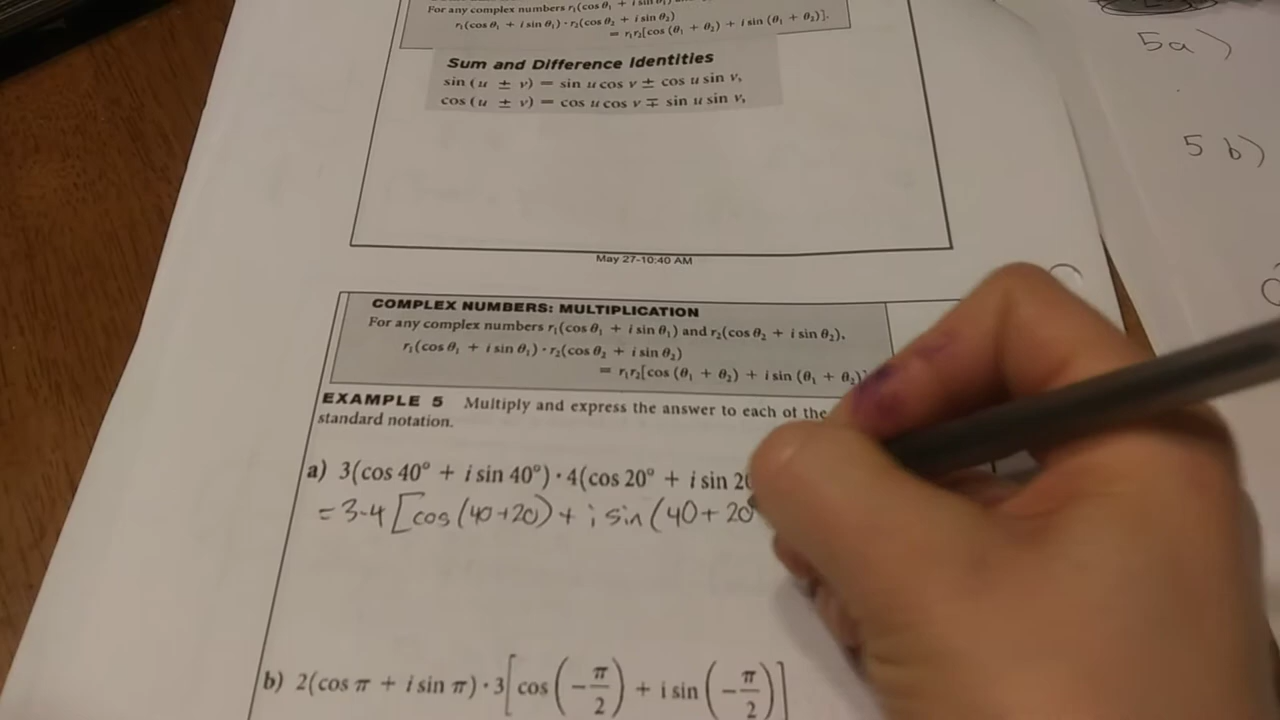 For any complex numbers r₁(cos θ₁ + i sin θ₁)
r₁(cos θ₁ + i sin θ₁) · r₂(cos θ₂ + i sin θ₂)
= r₁r₂[cos (θ₁ + θ₂) + i sin (θ₁ + θ₂)].
Sum and Difference Identities
sin (u ± v) = sin u cos v ± cos u sin v,
cos (u ± v) = cos u cos v ∓ sin u sin v,
May 27-10:40 AM
COMPLEX NUMBERS: MULTIPLICATION
For any complex numbers r₁(cos θ₁ + i sin θ₁) and r₂(cos θ₂ + i sin θ₂),
r₁(cos θ₁ + i sin θ₁) · r₂(cos θ₂ + i sin θ₂)
= r₁r₂[cos (θ₁ + θ₂) + i sin (θ₁ + θ₂)]
EXAMPLE 5 Multiply and express the answer to each of the
standard notation.
a) 3(cos 40° + i sin 40°) · 4(cos 20° + i sin 20
= 3·4 [cos (40+20) + i sin (40+20
b) 2(cos π + i sin π) · 3[cos (−π/2) + i sin (−π/2)]
5a)
5 b)